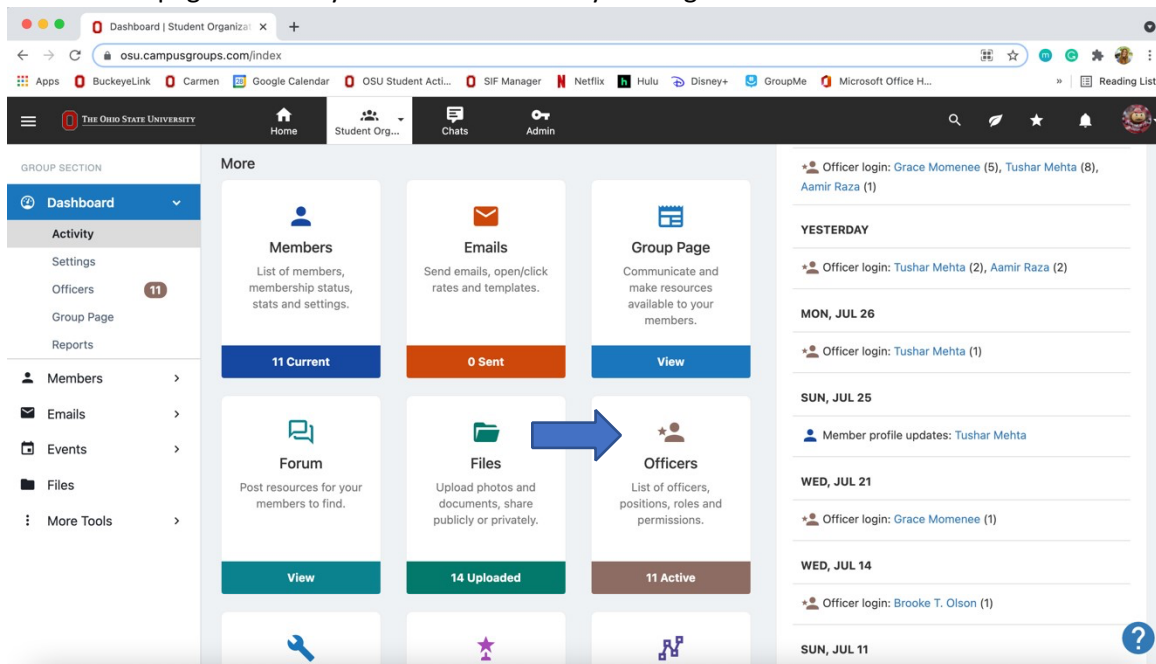 Dashboard | Student Organizat
osu.campusgroups.com/index
Apps BuckeyeLink Carmen Google Calendar OSU Student Acti... SIF Manager Netflix Hulu Disney+ GroupMe Microsoft Office H... » Reading List
THE OHIO STATE UNIVERSITY
Home
Student Org...
Chats
Admin
GROUP SECTION
Dashboard
Activity
Settings
Officers 11
Group Page
Reports
Members
Emails
Events
Files
More Tools
More
Members
List of members,
membership status,
stats and settings.
11 Current
Emails
Send emails, open/click
rates and templates.
0 Sent
Group Page
Communicate and
make resources
available to your
members.
View
Forum
Post resources for your
members to find.
View
Files
Upload photos and
documents, share
publicly or privately.
14 Uploaded
Officers
List of officers,
positions, roles and
permissions.
11 Active
Officer login: Grace Momenee (5), Tushar Mehta (8),
Aamir Raza (1)
YESTERDAY
Officer login: Tushar Mehta (2), Aamir Raza (2)
MON, JUL 26
Officer login: Tushar Mehta (1)
SUN, JUL 25
Member profile updates: Tushar Mehta
WED, JUL 21
Officer login: Grace Momenee (1)
WED, JUL 14
Officer login: Brooke T. Olson (1)
SUN, JUL 11
?